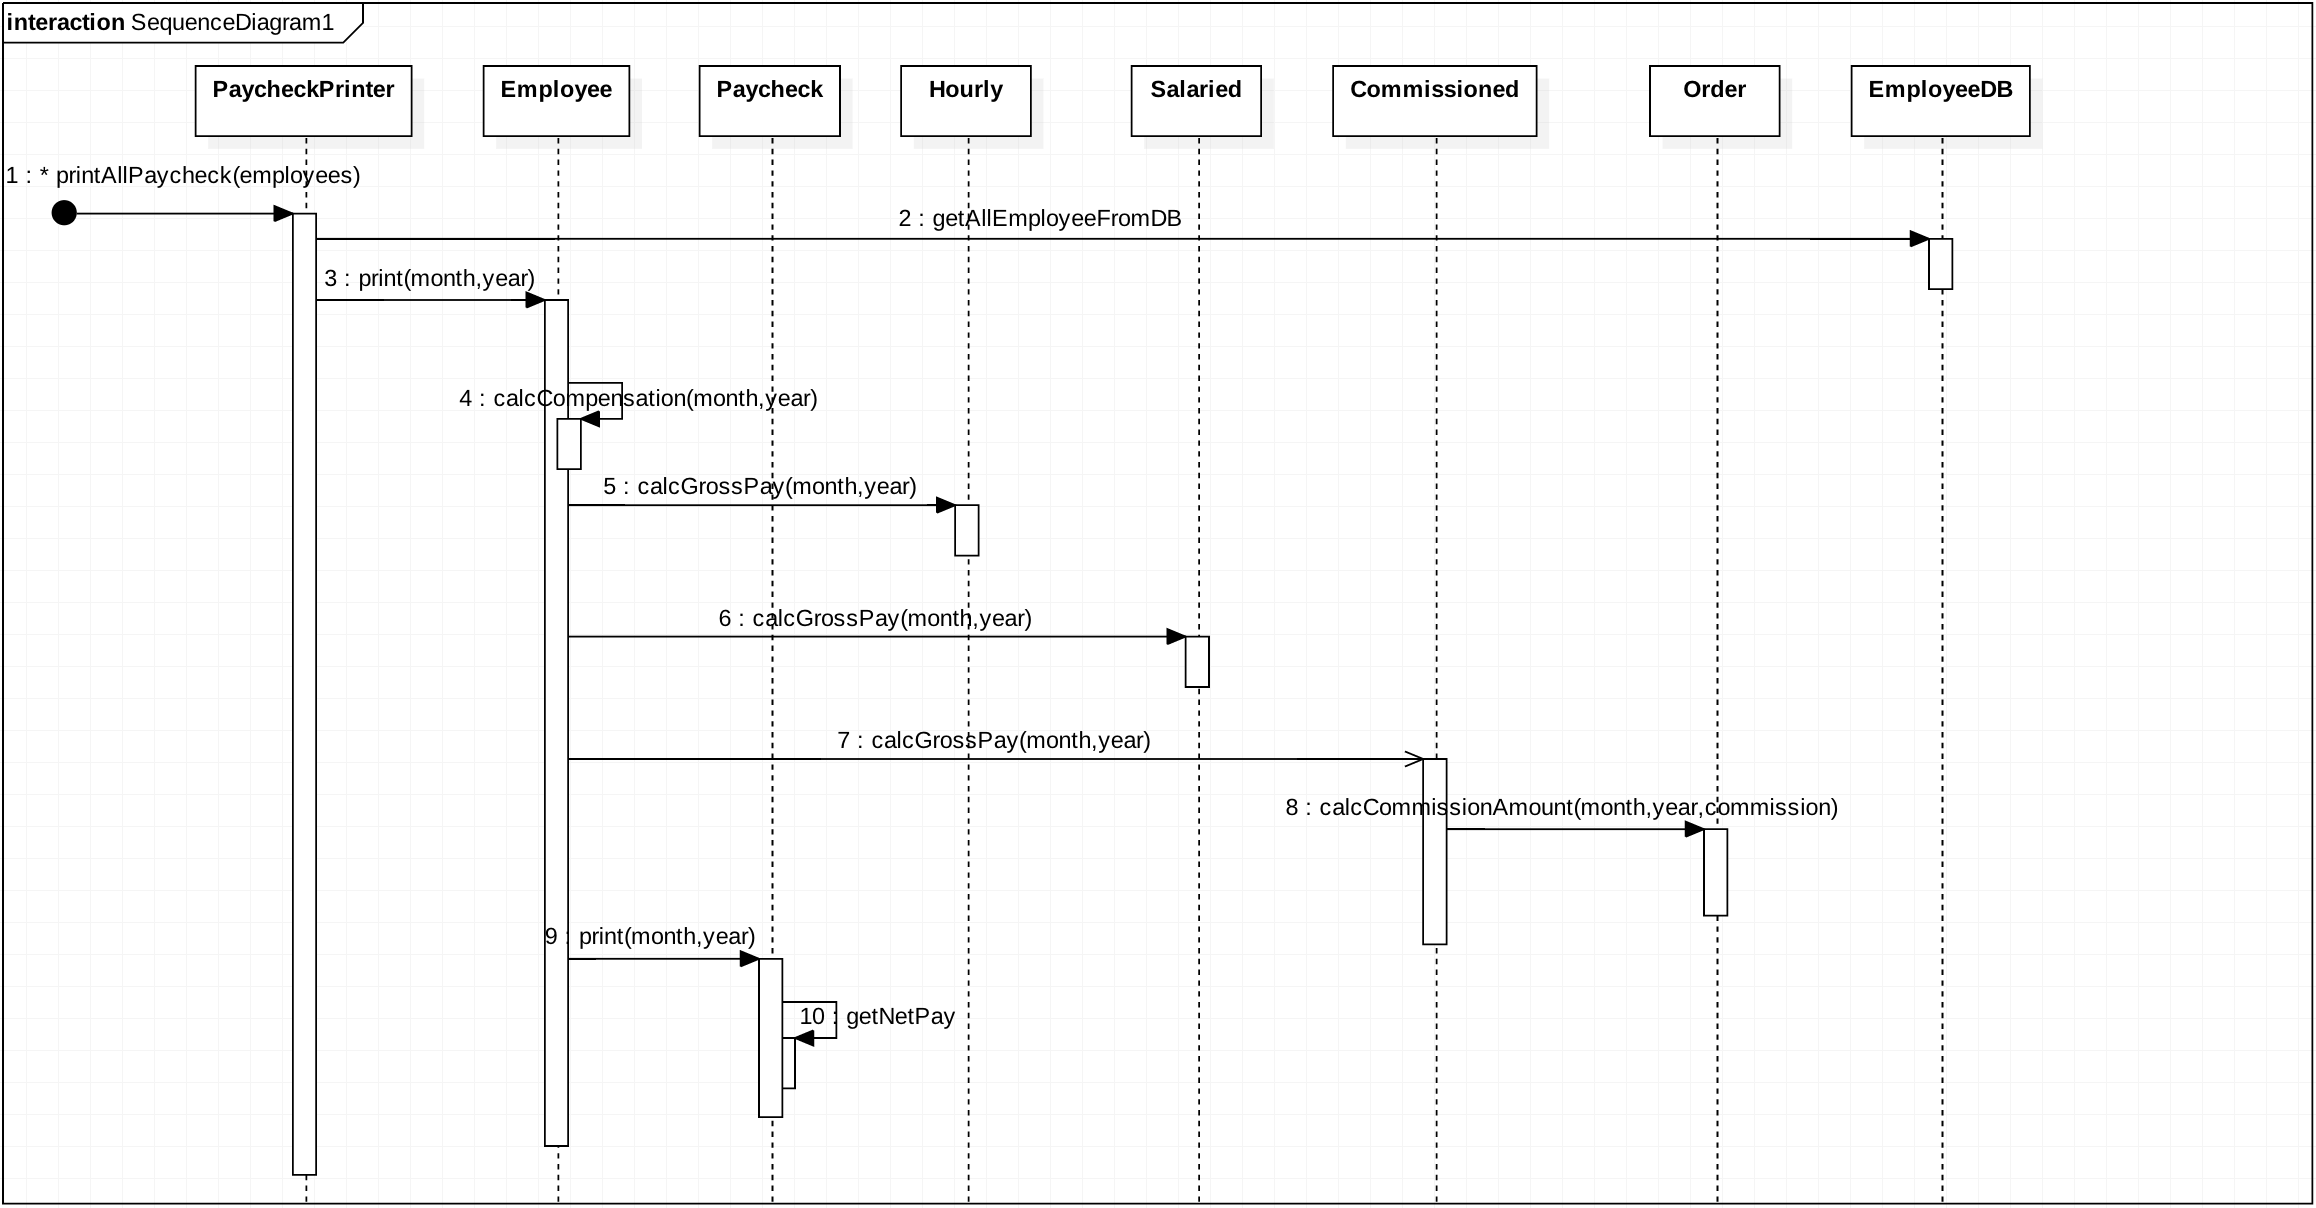 interaction SequenceDiagram1
PaycheckPrinter
Employee
Paycheck
Hourly
Salaried
Commissioned
Order
EmployeeDB
1 : * printAllPaycheck(employees)
2 : getAllEmployeeFromDB
3 : print(month,year)
4 : calcCompensation(month,year)
5 : calcGrossPay(month,year)
6 : calcGrossPay(month,year)
7 : calcGrossPay(month,year)
8 : calcCommissionAmount(month,year,commission)
9 : print(month,year)
10 : getNetPay